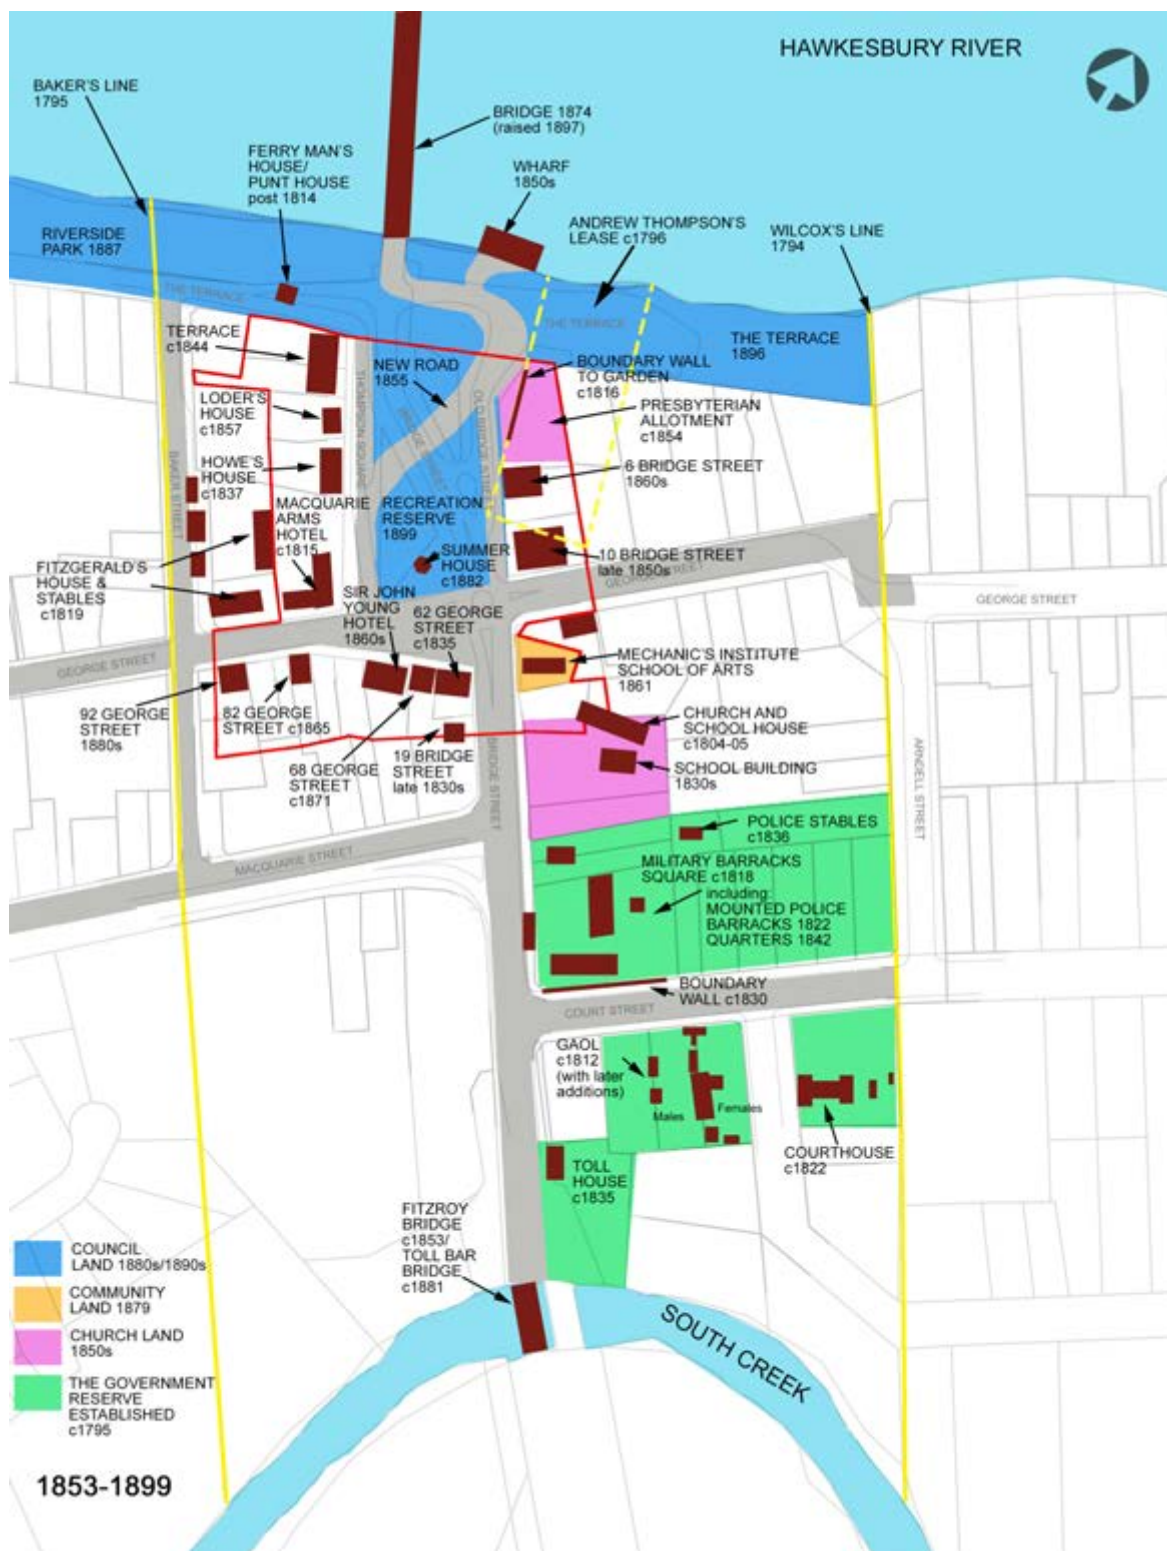 HAWKESBURY RIVER
BAKER'S LINE
1795
BRIDGE 1874
(raised 1897)
FERRY MAN'S
HOUSE/
PUNT HOUSE
post 1814
WHARF
1850s
ANDREW THOMPSON'S
LEASE c1796
WILCOX'S LINE
1794
RIVERSIDE
PARK 1887
THE TERRACE
THE TERRACE
THE TERRACE
1896
TERRACE
c1844
NEW ROAD
1855
BOUNDARY WALL
TO GARDEN
c1816
THOMPSON SQUARE
OLD BRIDGE STREET
BRIDGE STREET
LODER'S
HOUSE
c1857
PRESBYTERIAN
ALLOTMENT
c1854
HOWE'S
HOUSE
c1837
6 BRIDGE STREET
1860s
BAKER STREET
MACQUARIE
ARMS
HOTEL
c1815
RECREATION
RESERVE
1899
SUMMER
HOUSE
c1882
10 BRIDGE STREET
late 1850s
GEORGE STREET
FITZGERALD'S
HOUSE &
STABLES
c1819
SIR JOHN
YOUNG
HOTEL
1860s
62 GEORGE
STREET
c1835
GEORGE STREET
GEORGE STREET
MECHANIC'S INSTITUTE
SCHOOL OF ARTS
1861
92 GEORGE
STREET
1880s
82 GEORGE
STREET c1865
CHURCH AND
SCHOOL HOUSE
c1804-05
68 GEORGE
STREET
c1871
19 BRIDGE
STREET
late 1830s
BRIDGE STREET
SCHOOL BUILDING
1830s
ARNDELL STREET
POLICE STABLES
c1836
MACQUARIE STREET
MILITARY BARRACKS
SQUARE c1818
including:
MOUNTED POLICE
BARRACKS 1822
QUARTERS 1842
BOUNDARY
WALL c1830
COURT STREET
GAOL
c1812
(with later
additions)
Males
Females
COURTHOUSE
c1822
TOLL
HOUSE
c1835
FITZROY
BRIDGE
c1853/
TOLL BAR
BRIDGE
c1881
SOUTH CREEK
COUNCIL
LAND 1880s/1890s
COMMUNITY
LAND 1879
CHURCH LAND
1850s
THE GOVERNMENT
RESERVE
ESTABLISHED
c1795
1853-1899